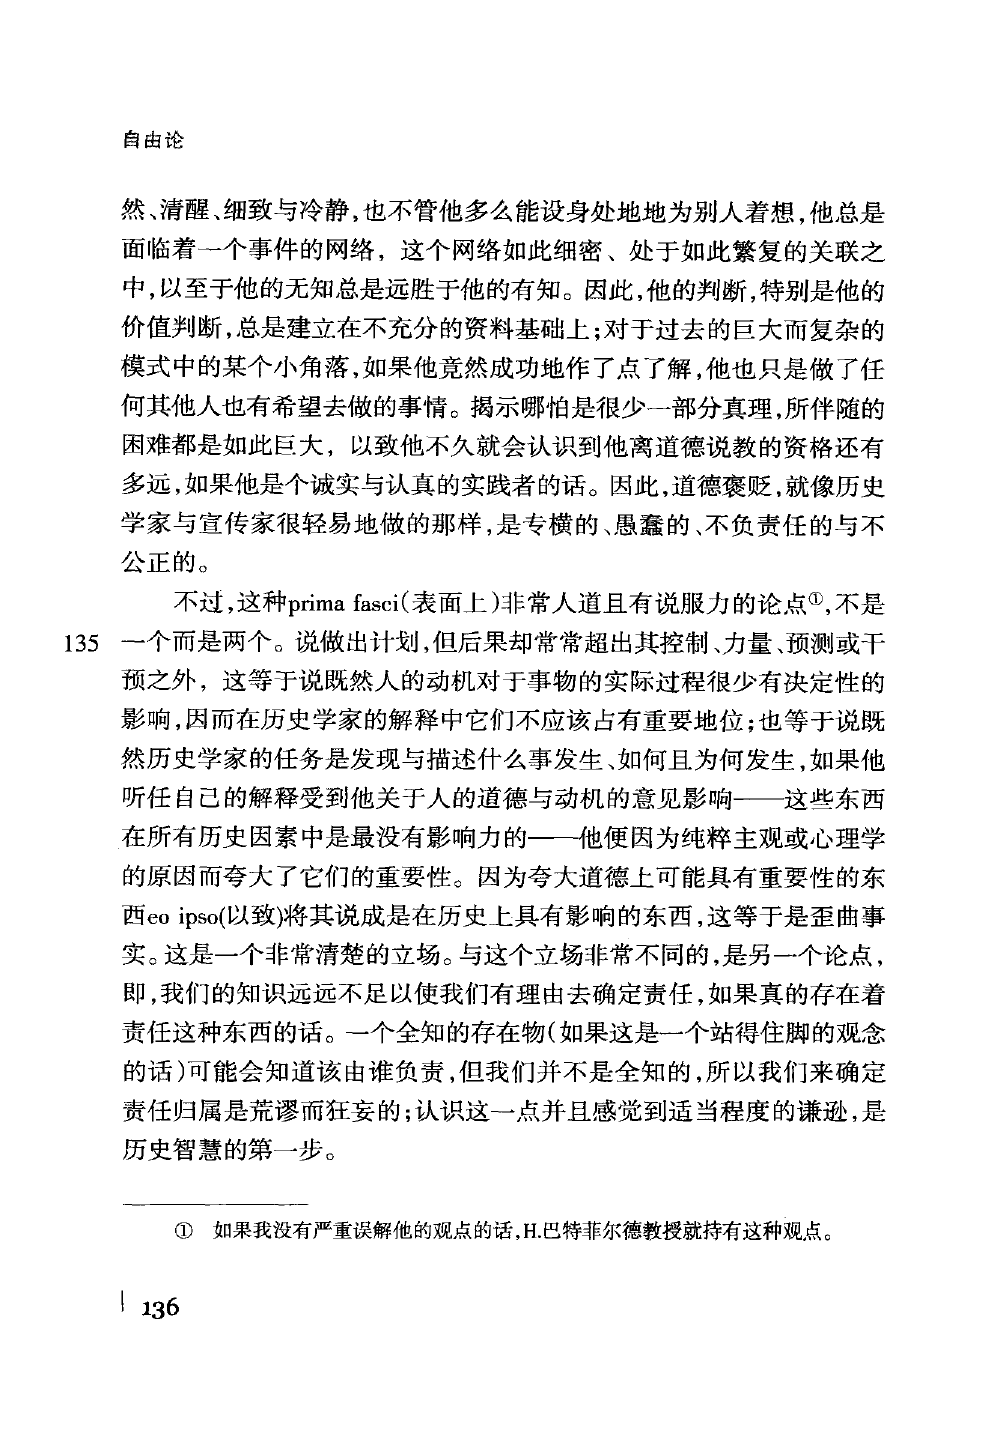 自由论
然、清醒、细致与冷静,也不管他多么能设身处地地为别人着想,他总是
面临着一个事件的网络, 这个网络如此细密、处于如此繁复的关联之
中,以至于他的无知总是远胜于他的有知。因此,他的判断,特别是他的
价值判断,总是建立在不充分的资料基础上;对于过去的巨大而复杂的
模式中的某个小角落,如果他竟然成功地作了点了解,他也只是做了任
何其他人也有希望去做的事情。揭示哪怕是很少一部分真理,所伴随的
困难都是如此巨大, 以致他不久就会认识到他离道德说教的资格还有
多远,如果他是个诚实与认真的实践者的话。因此,道德褒贬,就像历史
学家与宣传家很轻易地做的那样,是专横的、愚蠢的、不负责任的与不
公正的。
不过,这种prima fasci(表面上)非常人道且有说服力的论点①,不是
135 一个而是两个。说做出计划,但后果却常常超出其控制、力量、预测或干
预之外, 这等于说既然人的动机对于事物的实际过程很少有决定性的
影响,因而在历史学家的解释中它们不应该占有重要地位;也等于说既
然历史学家的任务是发现与描述什么事发生、如何且为何发生,如果他
听任自己的解释受到他关于人的道德与动机的意见影响——这些东西
在所有历史因素中是最没有影响力的——他便因为纯粹主观或心理学
的原因而夸大了它们的重要性。因为夸大道德上可能具有重要性的东
西eo ipso(以致)将其说成是在历史上具有影响的东西,这等于是歪曲事
实。这是一个非常清楚的立场。与这个立场非常不同的,是另一个论点,
即,我们的知识远远不足以使我们有理由去确定责任,如果真的存在着
责任这种东西的话。一个全知的存在物(如果这是一个站得住脚的观念
的话)可能会知道该由谁负责,但我们并不是全知的,所以我们来确定
责任归属是荒谬而狂妄的;认识这一点并且感觉到适当程度的谦逊,是
历史智慧的第一步。
① 如果我没有严重误解他的观点的话,H.巴特菲尔德教授就持有这种观点。
136